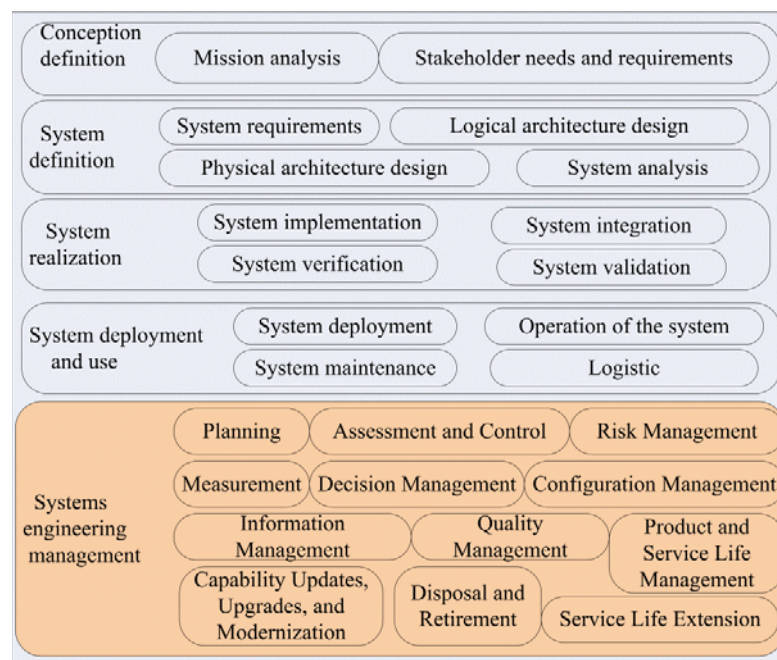 Conception
definition
Mission analysis
Stakeholder needs and requirements
System
definition
System requirements
Logical architecture design
Physical architecture design
System analysis
System
realization
System implementation
System integration
System verification
System validation
System deployment
and use
System deployment
Operation of the system
System maintenance
Logistic
Systems
engineering
management
Planning
Assessment and Control
Risk Management
Measurement
Decision Management
Configuration Management
Information
Management
Quality
Management
Product and
Service Life
Management
Capability Updates,
Upgrades, and
Modernization
Disposal and
Retirement
Service Life Extension